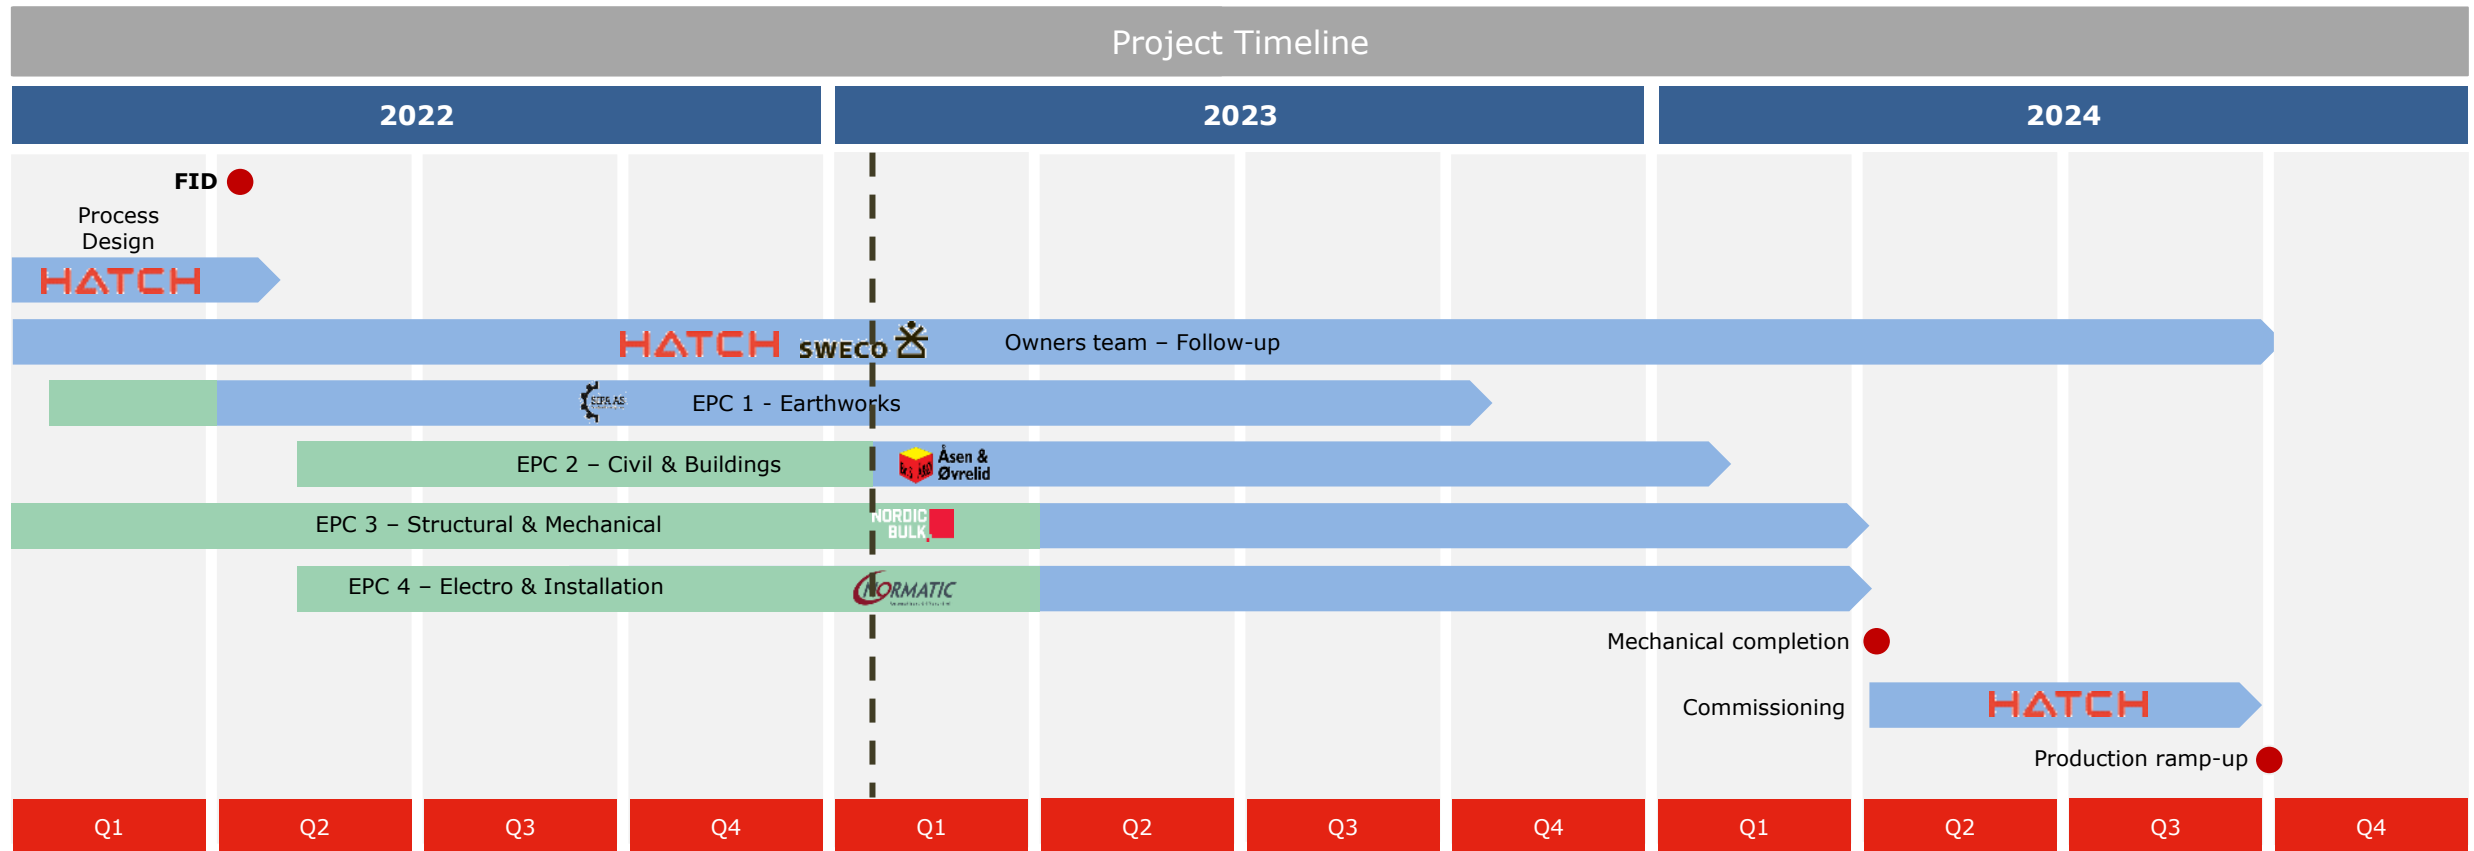 Project Timeline
2022
2023
2024
FID
Process
Design
HATCH
HATCH
SWECO
Owners team – Follow-up
EPC 1 - Earthworks
EPC 2 – Civil & Buildings
Åsen &
Øvrelid
EPC 3 – Structural & Mechanical
NORDIC
BULK
EPC 4 – Electro & Installation
NORMATIC
Mechanical completion
Commissioning
HATCH
Production ramp-up
Q1
Q2
Q3
Q4
Q1
Q2
Q3
Q4
Q1
Q2
Q3
Q4